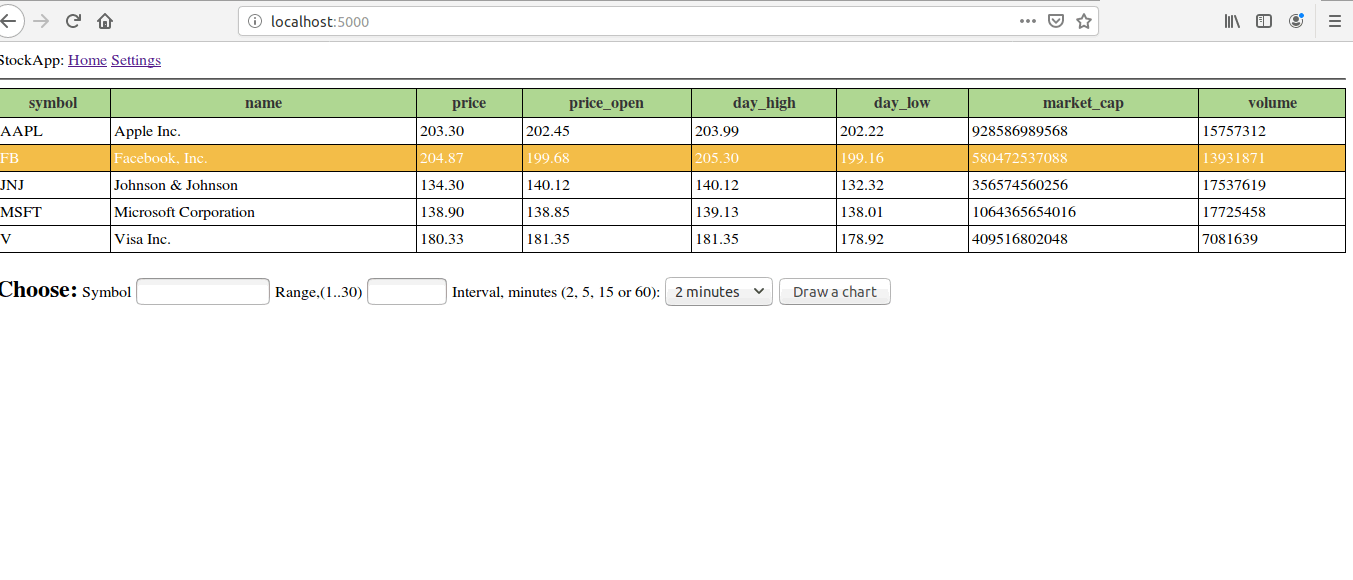 localhost:5000
StockApp: Home Settings
symbol name price price_open day_high day_low market_cap volume
AAPL Apple Inc. 203.30 202.45 203.99 202.22 928586989568 15757312
FB Facebook, Inc. 204.87 199.68 205.30 199.16 580472537088 13931871
JNJ Johnson & Johnson 134.30 140.12 140.12 132.32 356574560256 17537619
MSFT Microsoft Corporation 138.90 138.85 139.13 138.01 1064365654016 17725458
V Visa Inc. 180.33 181.35 181.35 178.92 409516802048 7081639
Choose: Symbol Range,(1..30) Interval, minutes (2, 5, 15 or 60): 2 minutes Draw a chart